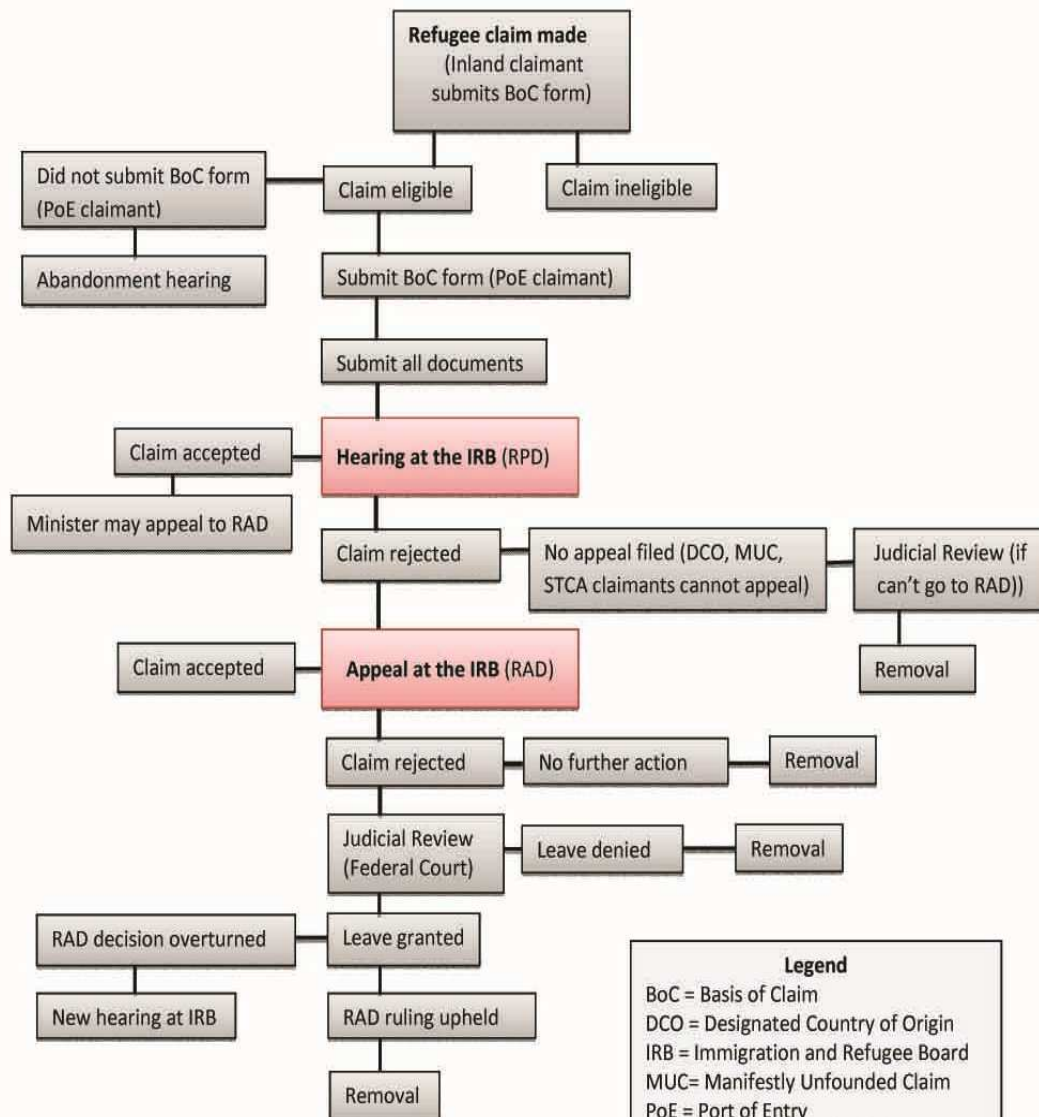 Refugee claim made
(Inland claimant
submits BoC form)
Did not submit BoC form
(PoE claimant)
Claim eligible
Claim ineligible
Abandonment hearing
Submit BoC form (PoE claimant)
Submit all documents
Claim accepted
Hearing at the IRB (RPD)
Minister may appeal to RAD
Claim rejected
No appeal filed (DCO, MUC,
STCA claimants cannot appeal)
Judicial Review (if
can't go to RAD))
Claim accepted
Appeal at the IRB (RAD)
Removal
Claim rejected
No further action
Removal
Judicial Review
(Federal Court)
Leave denied
Removal
RAD decision overturned
Leave granted
New hearing at IRB
RAD ruling upheld
Removal
Legend
BoC = Basis of Claim
DCO = Designated Country of Origin
IRB = Immigration and Refugee Board
MUC= Manifestly Unfounded Claim
PoE = Port of Entry